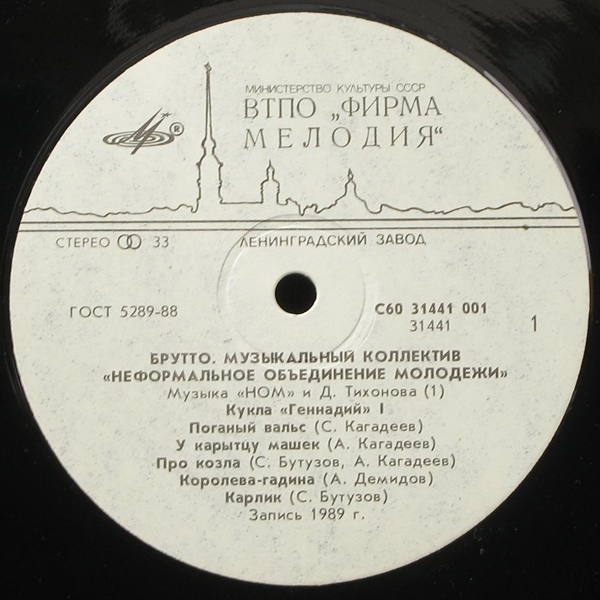 МИНИСТЕРСТВО КУЛЬТУРЫ СССР
ВТПО „ФИРМА
МЕЛОДИЯ“
®
СТЕРЕО 33
ЛЕНИНГРАДСКИЙ ЗАВОД
ГОСТ 5289-88
С60 31441 001
31441
1
БРУТТО. МУЗЫКАЛЬНЫЙ КОЛЛЕКТИВ
«НЕФОРМАЛЬНОЕ ОБЪЕДИНЕНИЕ МОЛОДЕЖИ»
Музыка «НОМ» и Д. Тихонова (1)
Кукла «Геннадий» I
Поганый вальс (С. Кагадеев)
У карытцу машек (А. Кагадеев)
Про козла (С. Бутузов, А. Кагадеев)
Королева-гадина (А. Демидов)
Карлик (С. Бутузов)
Запись 1989 г.